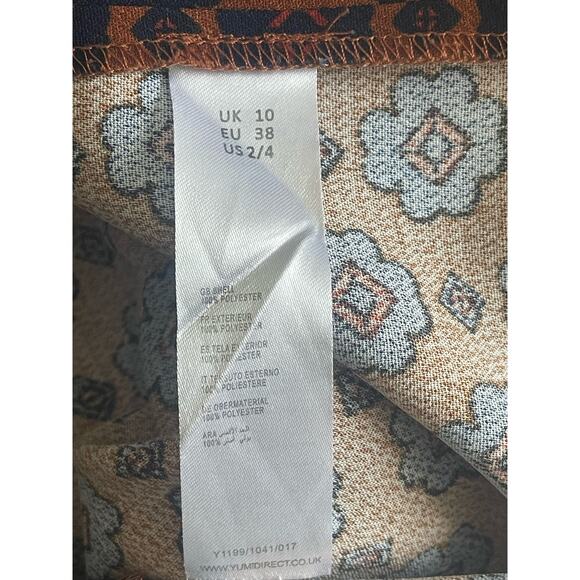 UK 10
EU 38
US 2/4
GB SHELL
100% POLYESTER
FR EXTERIEUR
100% POLYESTER
ES TELA EXTERIOR
100% POLYESTER
IT TESSUTO ESTERNO
100% POLIESTERE
DE OBERMATERIAL
100% POLYESTER
ARA
100%
Y1199/1041/017
WWW.YUMIDIRECT.CO.UK